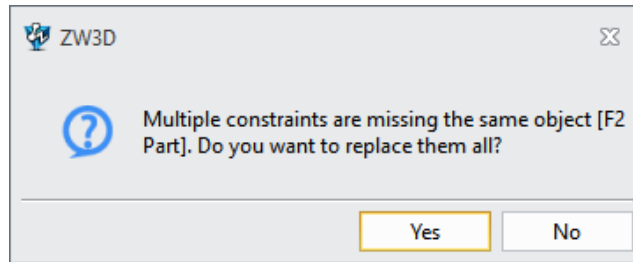 ZW3D
Multiple constraints are missing the same object [F2
Part]. Do you want to replace them all?
Yes
No